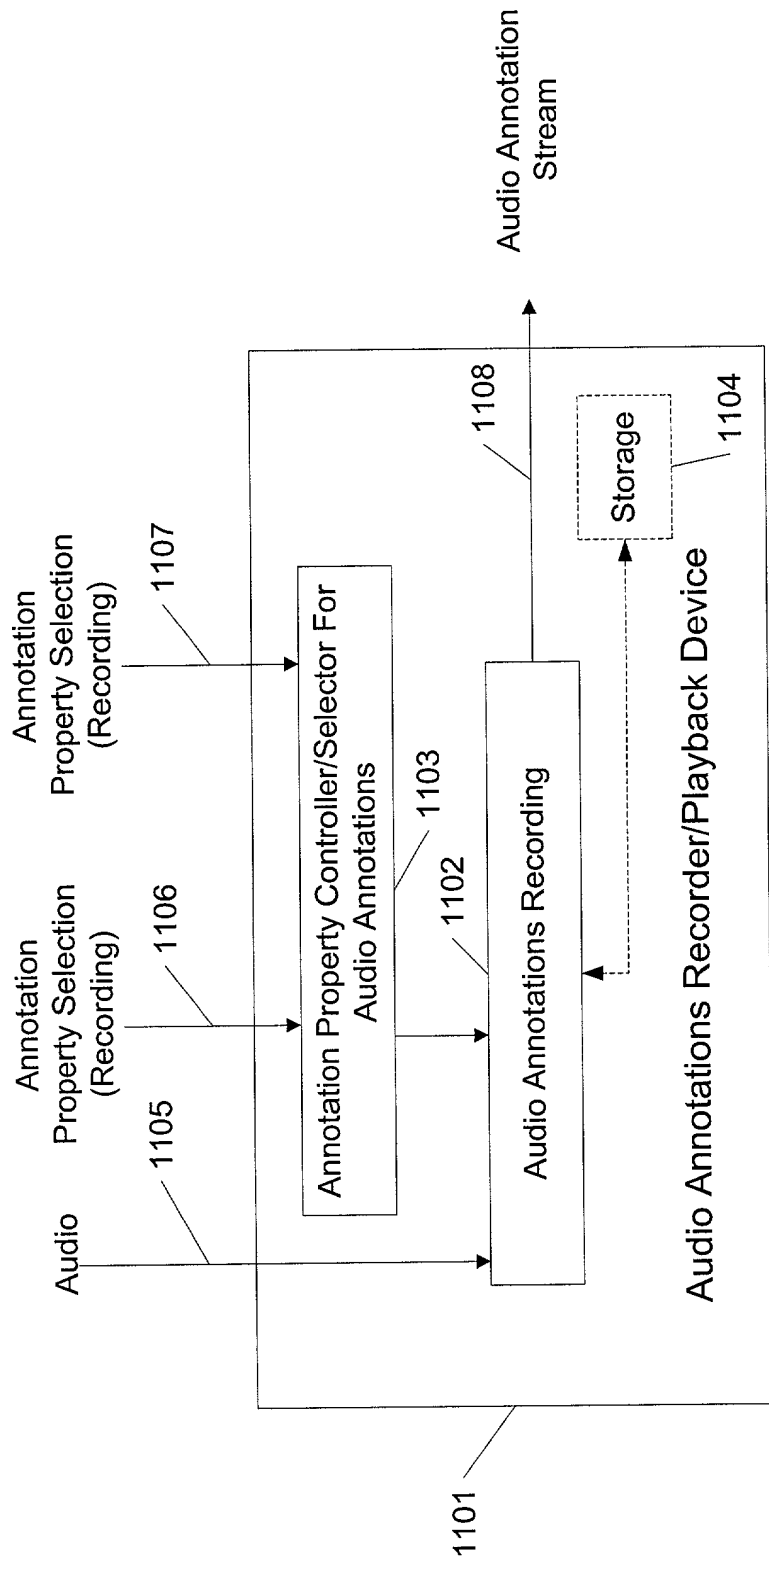 Audio
Annotation
Property Selection
(Recording)
Annotation
Property Selection
(Recording)
1105
1106
1107
Annotation Property Controller/Selector For
Audio Annotations
1103
1102
Audio Annotations Recording
1108
Audio Annotation
Stream
Storage
1104
Audio Annotations Recorder/Playback Device
1101